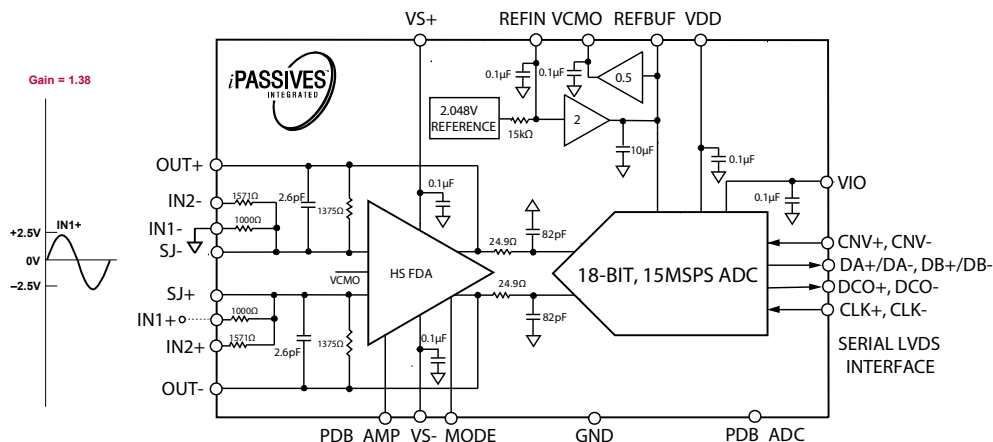 VS+
REFIN VCMO REFBUF VDD
Gain = 1.38
iPASSIVES
INTEGRATED
0.1µF
0.1µF
0.5
2.048V
REFERENCE
15kΩ
2
10µF
0.1µF
OUT+
0.1µF
0.1µF
VIO
IN2-
1571Ω
2.6pF
1375Ω
IN1-
1000Ω
SJ-
IN1+
+2.5V
0V
–2.5V
82pF
24.9Ω
HS FDA
VCMO
18-BIT, 15MSPS ADC
CNV+, CNV-
DA+/DA-, DB+/DB-
DCO+, DCO-
CLK+, CLK-
SJ+
24.9Ω
IN1+
1000Ω
82pF
IN2+
1571Ω
2.6pF
1375Ω
0.1µF
SERIAL LVDS
INTERFACE
OUT-
PDB AMP VS- MODE
GND
PDB ADC